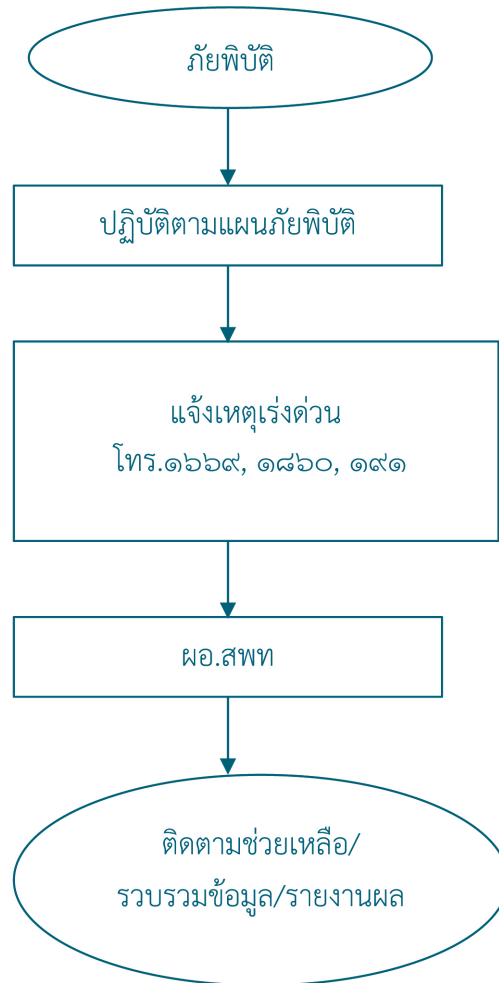 ภัยพิบัติ
ปฏิบัติตามแผนภัยพิบัติ
แจ้งเหตุเร่งด่วน
โทร.๑๖๖๙, ๑๘๖๐, ๑๙๑
ผอ.สพท
ติดตามช่วยเหลือ/
รวบรวมข้อมูล/รายงานผล